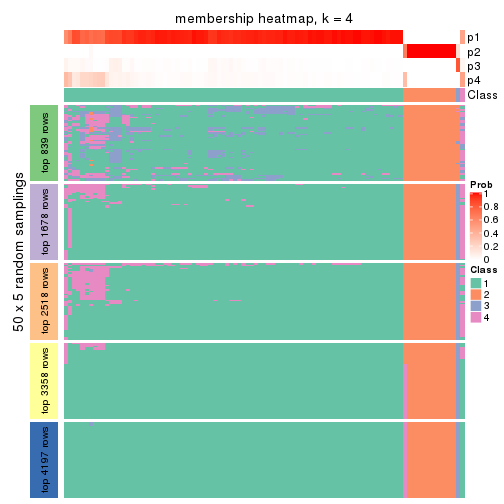 membership heatmap, k = 4
p1
p2
p3
p4
Class
50 x 5 random samplings
top 839 rows
top 1678 rows
top 2518 rows
top 3358 rows
top 4197 rows
Prob
1
0.8
0.6
0.4
0.2
0
Class
1
2
3
4